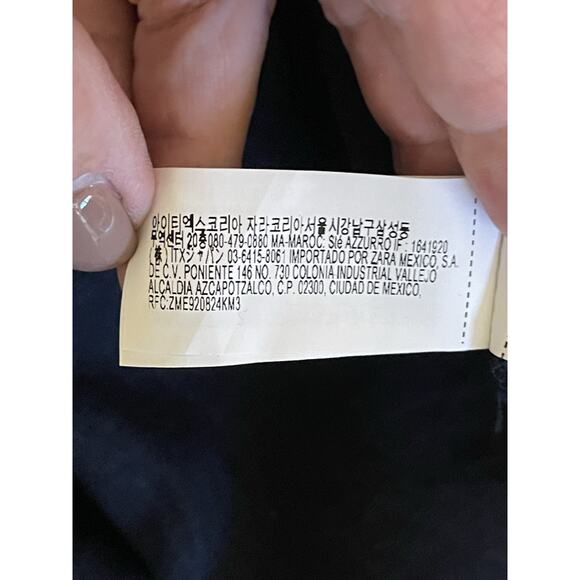 아이티엑스코리아 자라코리아서울시강남구삼성동
무역센터 20층080-479-0880 MA-MAROC: Sté AZZURRO IF : 1641920
(株) ITXジャパン 03-6415-8061 IMPORTADO POR ZARA MEXICO, S.A.
DE C.V. PONIENTE 146 NO. 730 COLONIA INDUSTRIAL VALLEJO
ALCALDIA AZCAPOTZALCO, C.P. 02300, CIUDAD DE MEXICO,
RFC:ZME920824KM3